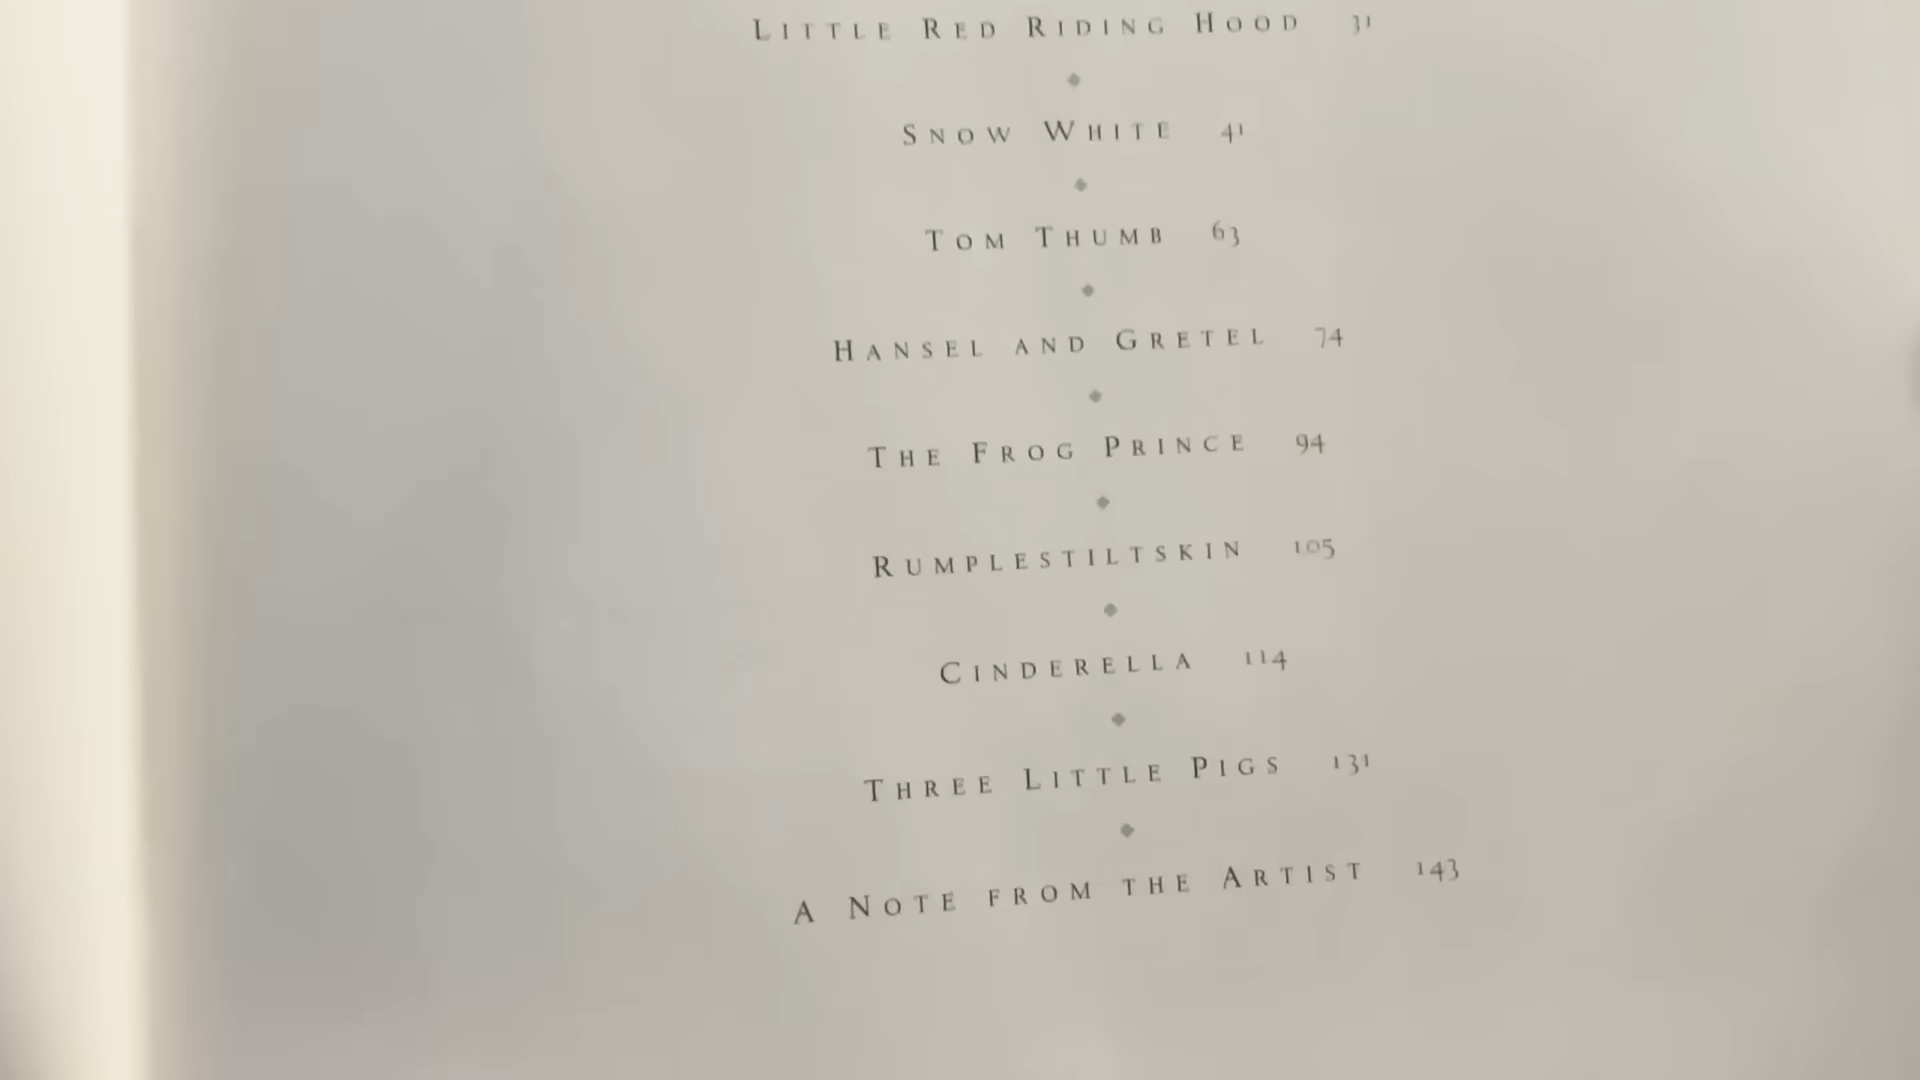 Little Red Riding Hood 31
Snow White 41
Tom Thumb 63
Hansel and Gretel 74
The Frog Prince 94
Rumplestiltskin 105
Cinderella 114
Three Little Pigs 131
A Note from the Artist 143